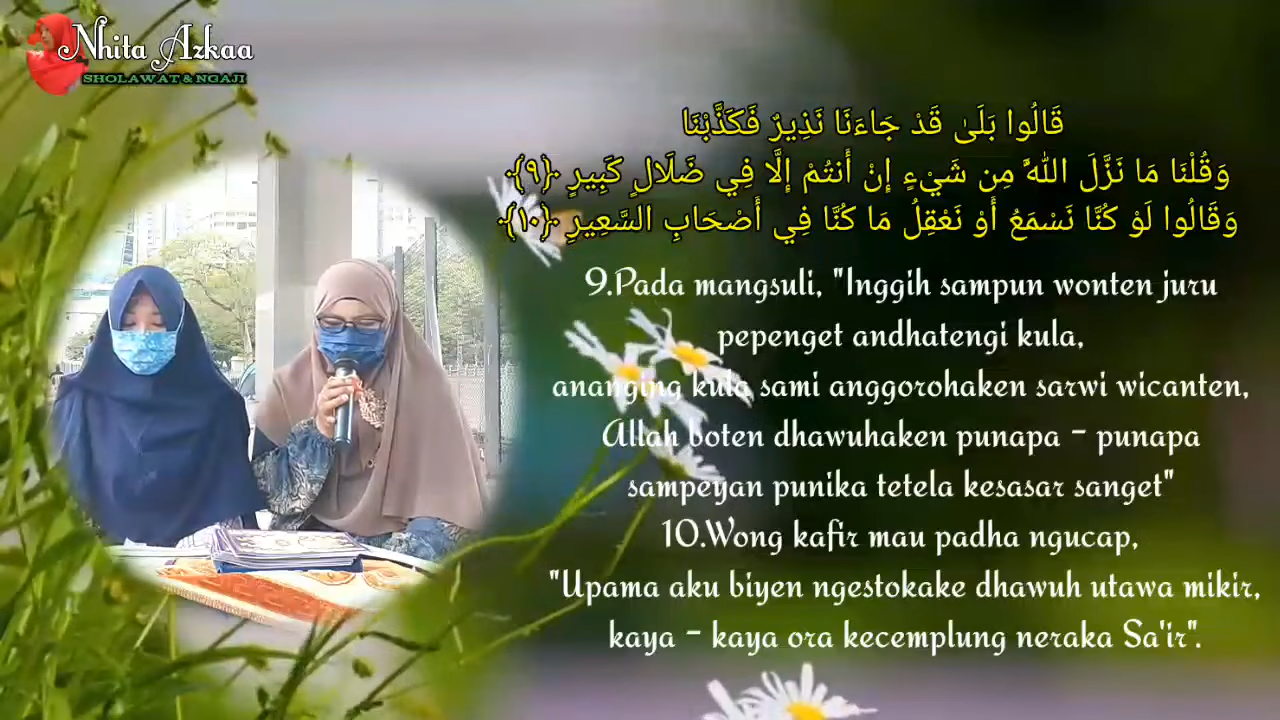 Nhita Azkaa
SHOLAWAT & NGAJI
قَالُوا بَلَىٰ قَدْ جَاءَنَا نَذِيرٌ فَكَذَّبْنَا
وَقُلْنَا مَا نَزَّلَ اللَّهُ مِن شَيْءٍ إِنْ أَنتُمْ إِلَّا فِي ضَلَالٍ كَبِيرٍ ﴿٩﴾
وَقَالُوا لَوْ كُنَّا نَسْمَعُ أَوْ نَعْقِلُ مَا كُنَّا فِي أَصْحَابِ السَّعِيرِ ﴿١٠﴾
9.Pada mangsuli, "Inggih sampun wonten juru
pepenget andhatengi kula,
ananging kula sami anggorohaken sarwi wicanten,
Allah boten dhawuhaken punapa - punapa
sampeyan punika tetela kesasar sanget"
10.Wong kafir mau padha ngucap,
"Upama aku biyen ngestokake dhawuh utawa mikir,
kaya - kaya ora kecemplung neraka Sa'ir".